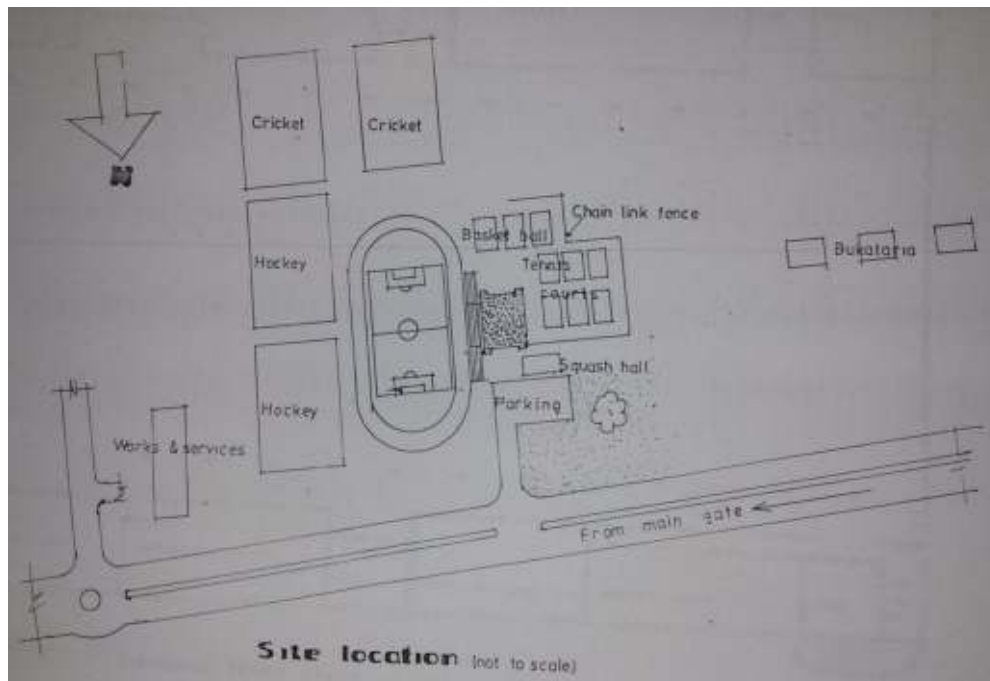 Cricket
Cricket
Chain link fence
Basket ball
Hockey
Bukataria
Tennis
courts
Squash hall
Parking
Hockey
Works & services
From main gate
Site location (not to scale)